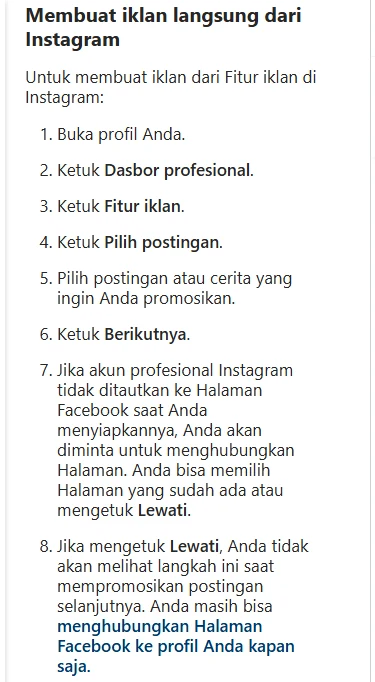 Membuat iklan langsung dari
Instagram
Untuk membuat iklan dari Fitur iklan di
Instagram:
1. Buka profil Anda.
2. Ketuk Dasbor profesional.
3. Ketuk Fitur iklan.
4. Ketuk Pilih postingan.
5. Pilih postingan atau cerita yang
ingin Anda promosikan.
6. Ketuk Berikutnya.
7. Jika akun profesional Instagram
tidak ditautkan ke Halaman
Facebook saat Anda
menyiapkannya, Anda akan
diminta untuk menghubungkan
Halaman. Anda bisa memilih
Halaman yang sudah ada atau
mengetuk Lewati.
8. Jika mengetuk Lewati, Anda tidak
akan melihat langkah ini saat
mempromosikan postingan
selanjutnya. Anda masih bisa
menghubungkan Halaman
Facebook ke profil Anda kapan
saja.